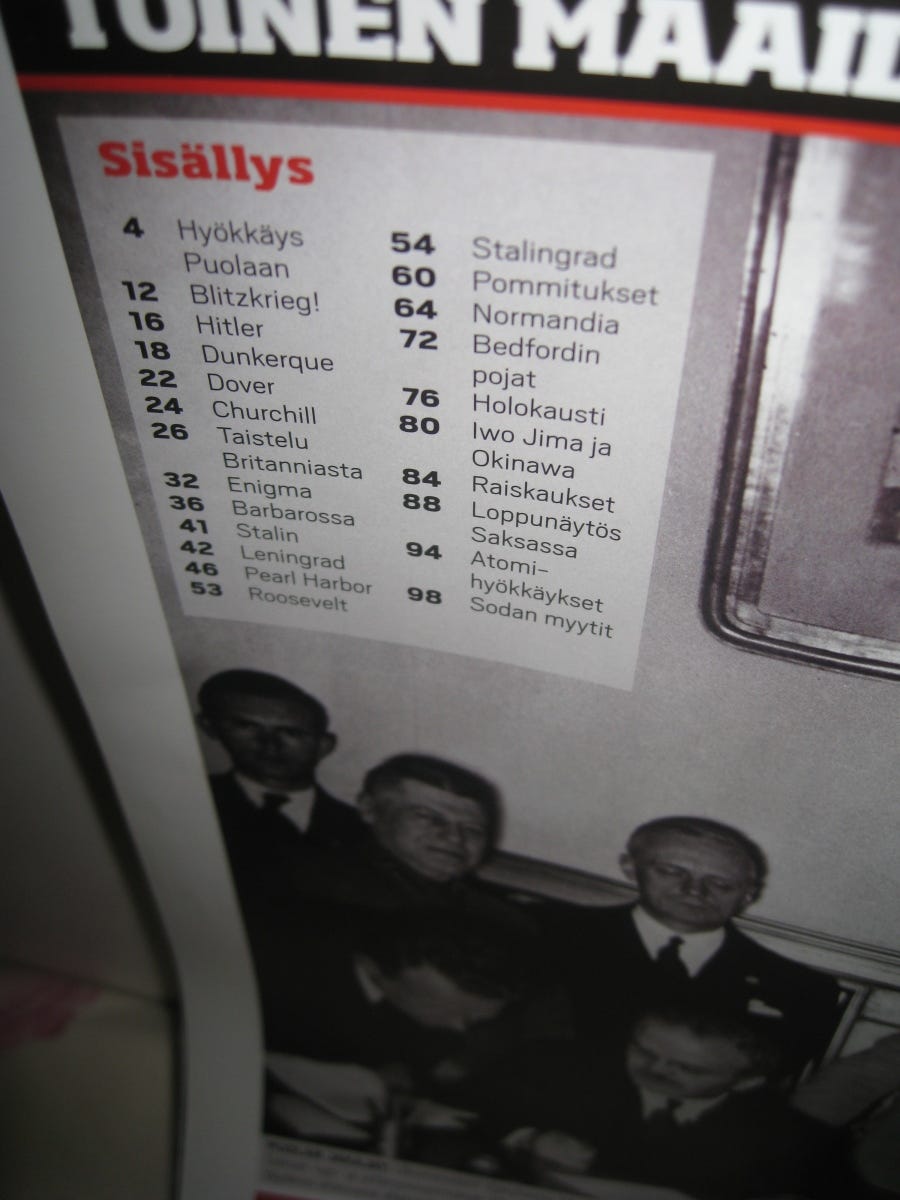 TOINEN MAAIL
Sisällys
4 Hyökkäys
Puolaan
12 Blitzkrieg!
16 Hitler
18 Dunkerque
22 Dover
24 Churchill
26 Taistelu
Britanniasta
32 Enigma
36 Barbarossa
41 Stalin
42 Leningrad
46 Pearl Harbor
53 Roosevelt
54 Stalingrad
60 Pommitukset
64 Normandia
72 Bedfordin
pojat
76 Holokausti
80 Iwo Jima ja
Okinawa
84 Raiskaukset
88 Loppunäytös
Saksassa
94 Atomi-
hyökkäykset
98 Sodan myytit